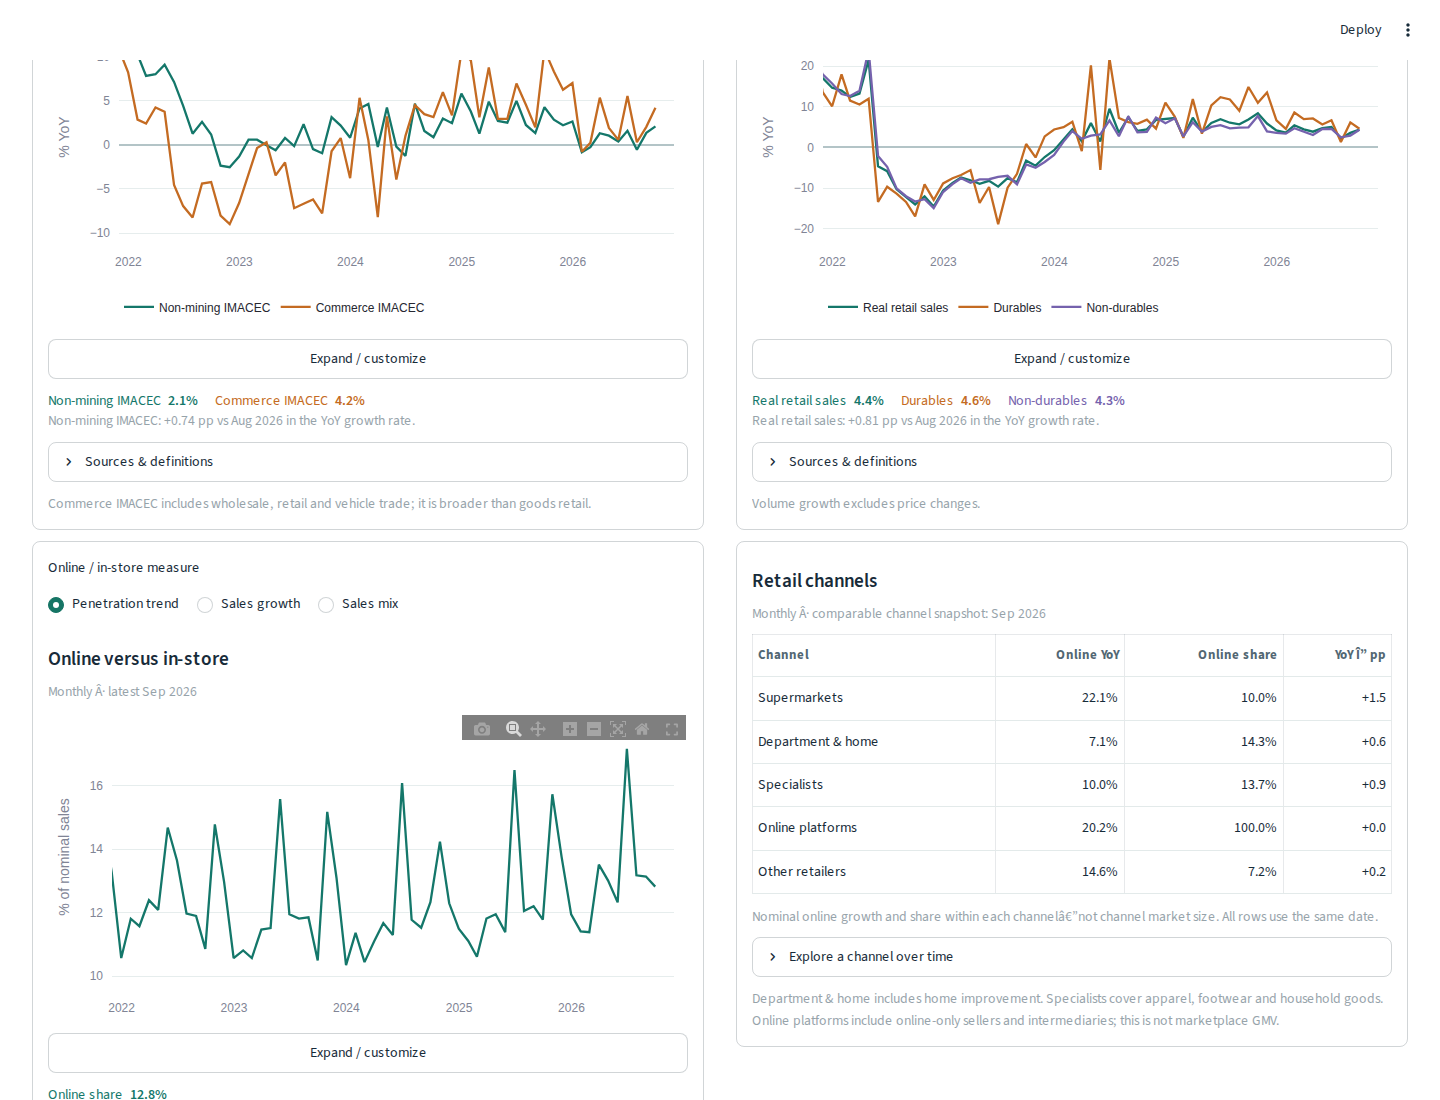 Deploy
% YoY
5
0
−5
−10
2022 2023 2024 2025 2026
Non-mining IMACEC Commerce IMACEC
Expand / customize
Non-mining IMACEC 2.1% Commerce IMACEC 4.2%
Non-mining IMACEC: +0.74 pp vs Aug 2026 in the YoY growth rate.
Sources & definitions
Commerce IMACEC includes wholesale, retail and vehicle trade; it is broader than goods retail.
% YoY
20
10
0
−10
−20
2022 2023 2024 2025 2026
Real retail sales Durables Non-durables
Expand / customize
Real retail sales 4.4% Durables 4.6% Non-durables 4.3%
Real retail sales: +0.81 pp vs Aug 2026 in the YoY growth rate.
Sources & definitions
Volume growth excludes price changes.
Online / in-store measure
Penetration trend Sales growth Sales mix
Online versus in-store
Monthly Â· latest Sep 2026
% of nominal sales
16
14
12
10
2022 2023 2024 2025 2026
Expand / customize
Online share 12.8%
Retail channels
Monthly Â· comparable channel snapshot: Sep 2026
Channel Online YoY Online share YoY Î” pp
Supermarkets 22.1% 10.0% +1.5
Department & home 7.1% 14.3% +0.6
Specialists 10.0% 13.7% +0.9
Online platforms 20.2% 100.0% +0.0
Other retailers 14.6% 7.2% +0.2
Nominal online growth and share within each channelâ€”not channel market size. All rows use the same date.
Explore a channel over time
Department & home includes home improvement. Specialists cover apparel, footwear and household goods.
Online platforms include online-only sellers and intermediaries; this is not marketplace GMV.